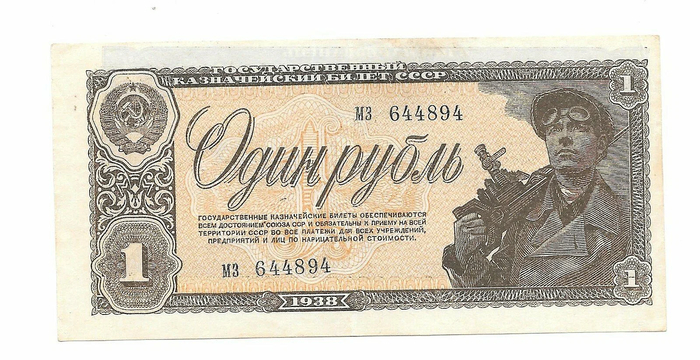 ГОСУДАРСТВЕННЫЙ
КАЗНАЧЕЙСКИЙ БИЛЕТ СССР
1
МЗ 644894
Один рубль
ГОСУДАРСТВЕННЫЕ КАЗНАЧЕЙСКИЕ БИЛЕТЫ ОБЕСПЕЧИВАЮТСЯ
ВСЕМ ДОСТОЯНИЕМ СОЮЗА ССР И ОБЯЗАТЕЛЬНЫ К ПРИЕМУ НА ВСЕЙ
ТЕРРИТОРИИ СССР ВО ВСЕ ПЛАТЕЖИ ДЛЯ ВСЕХ УЧРЕЖДЕНИЙ,
ПРЕДПРИЯТИЙ И ЛИЦ ПО НАРИЦАТЕЛЬНОЙ СТОИМОСТИ.
1
МЗ 644894
1
1938